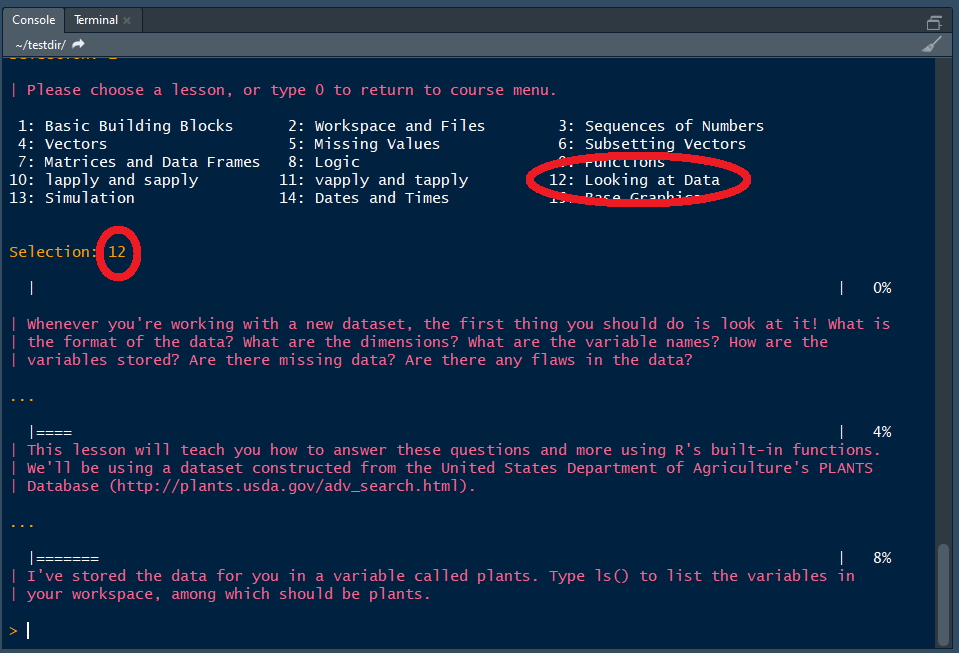 Console Terminal
~/testdir/
| Please choose a lesson, or type 0 to return to course menu.
1: Basic Building Blocks 2: Workspace and Files 3: Sequences of Numbers
4: Vectors 5: Missing Values 6: Subsetting Vectors
7: Matrices and Data Frames 8: Logic 9: Functions
10: lapply and sapply 11: vapply and tapply 12: Looking at Data
13: Simulation 14: Dates and Times 15: Base Graphics
Selection: 12
| | 0%
| Whenever you're working with a new dataset, the first thing you should do is look at it! What is
| the format of the data? What are the dimensions? What are the variable names? How are the
| variables stored? Are there missing data? Are there any flaws in the data?
...
|==== | 4%
| This lesson will teach you how to answer these questions and more using R's built-in functions.
| We'll be using a dataset constructed from the United States Department of Agriculture's PLANTS
| Database (http://plants.usda.gov/adv_search.html).
...
|======= | 8%
| I've stored the data for you in a variable called plants. Type ls() to list the variables in
| your workspace, among which should be plants.
>